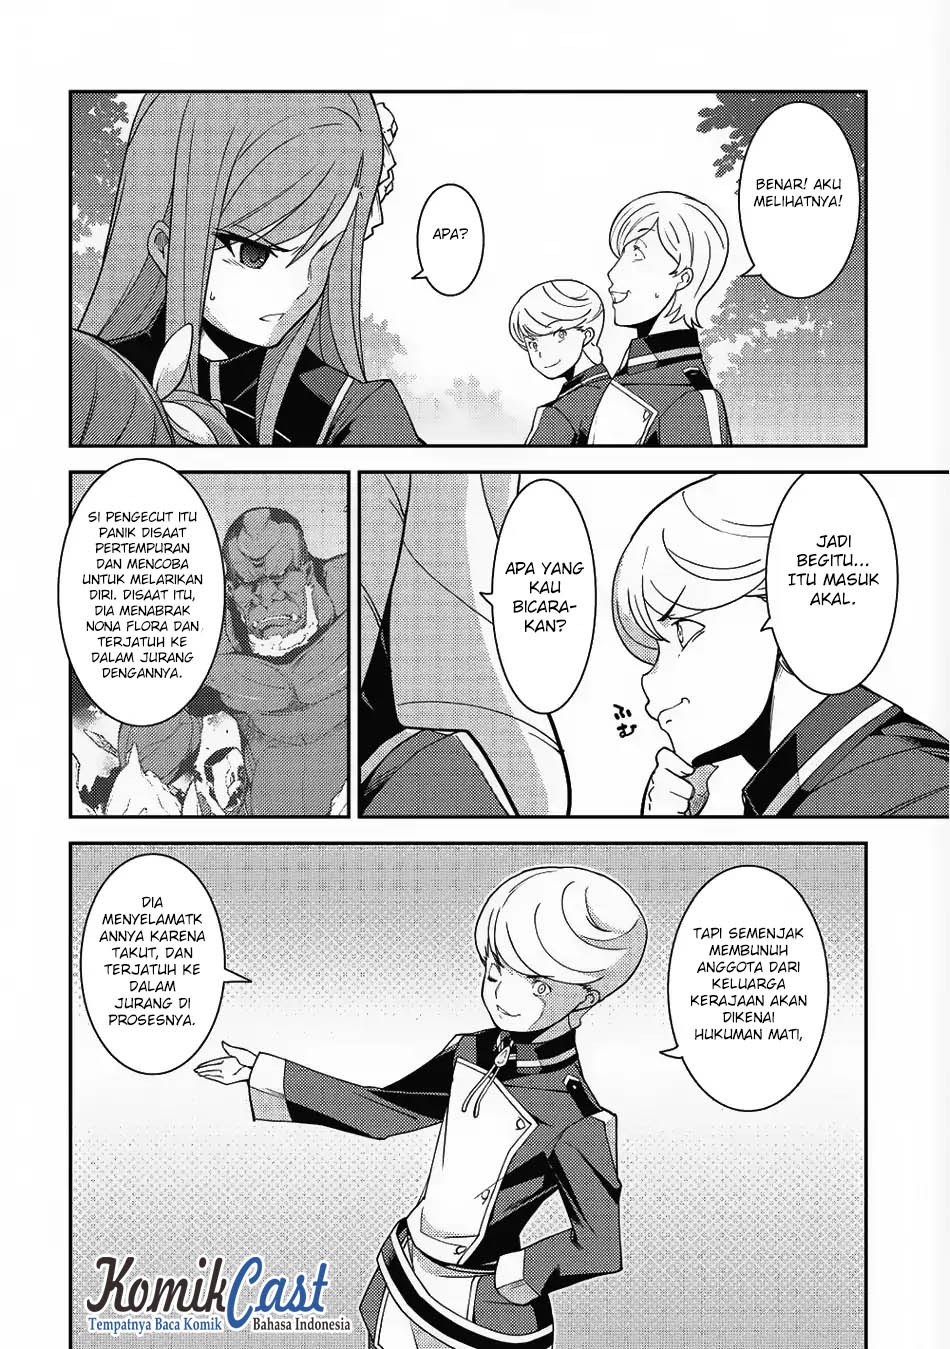 BENAR! AKU
MELIHATNYA!
APA?
JADI
BEGITU...
ITU MASUK
AKAL.
ふむ
APA YANG
KAU
BICARA-
KAN?
SI PENGECUT ITU
PANIK DISAAT
PERTEMPURAN
DAN MENCOBA
UNTUK MELARIKAN
DIRI. DISAAT ITU,
DIA MENABRAK
NONA FLORA DAN
TERJATUH KE
DALAM JURANG
DENGANNYA.
TAPI SEMENJAK
MEMBUNUH
ANGGOTA DARI
KELUARGA
KERAJAAN AKAN
DIKENAI
HUKUMAN MATI,
DIA
MENYELAMATK
ANNYA KARENA
TAKUT, DAN
TERJATUH KE
DALAM
JURANG DI
PROSESNYA.
KomikCast
Tempatnya Baca Komik Bahasa Indonesia